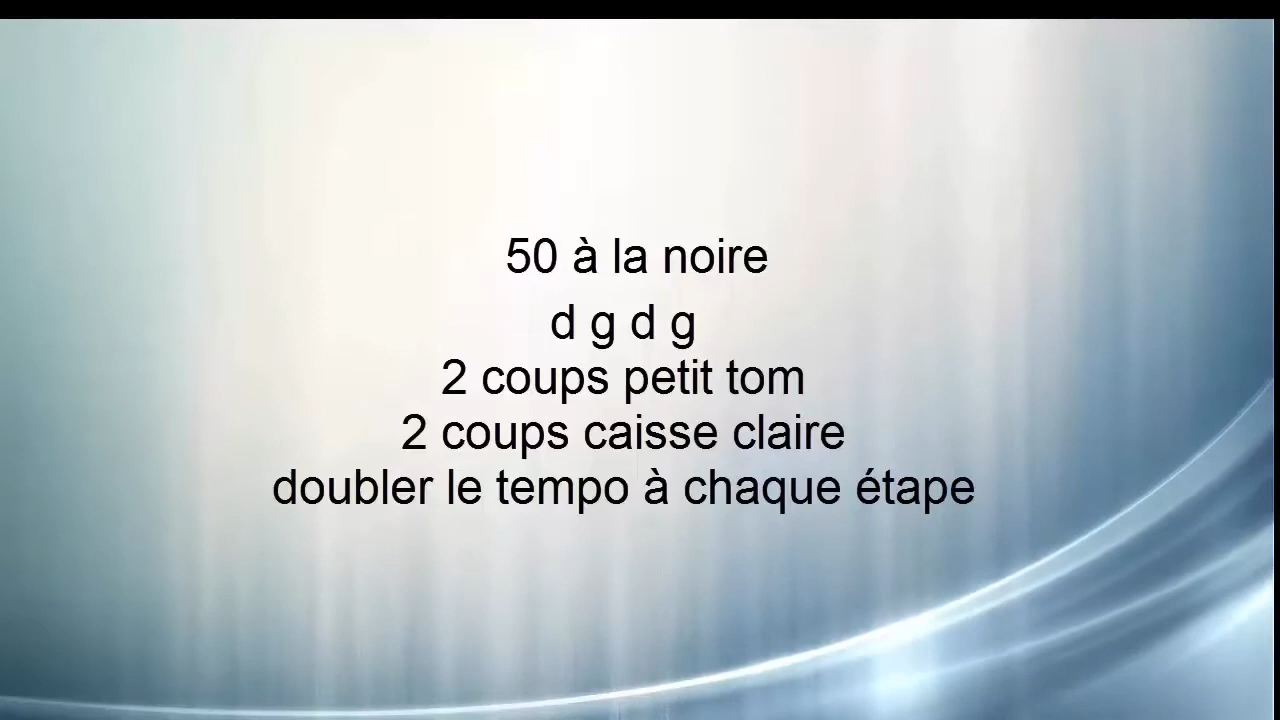 50 à la noire
d g d g
2 coups petit tom
2 coups caisse claire
doubler le tempo à chaque étape